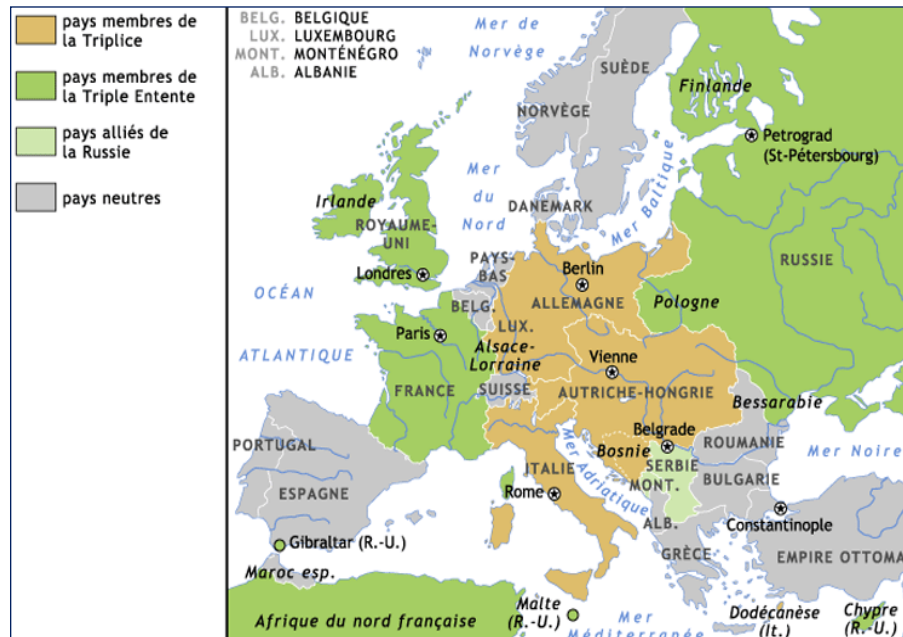 pays membres de
la Triplice
pays membres de
la Triple Entente
pays alliés de
la Russie
pays neutres
BELG. BELGIQUE
LUX. LUXEMBOURG
MONT. MONTÉNÉGRO
ALB. ALBANIE
Mer de
Norvège
SUÈDE
Finlande
NORVÈGE
Petrograd
(St-Pétersbourg)
Mer
du
Nord
Mer Baltique
Irlande
ROYAUME-
UNI
DANEMARK
RUSSIE
Londres
PAYS-
BAS
Berlin
ALLEMAGNE
OCÉAN
ATLANTIQUE
BELG.
Pologne
Paris
LUX.
Alsace-
Lorraine
Vienne
FRANCE
SUISSE
AUTRICHE-HONGRIE
Bessarabie
Belgrade
Bosnie
ROUMANIE
Mer Noire
PORTUGAL
Mer Adriatique
ITALIE
SERBIE
MONT.
BULGARIE
ESPAGNE
Rome
Constantinople
ALB.
Gibraltar (R.-U.)
GRÈCE
EMPIRE OTTOMA
Maroc esp.
Afrique du nord française
Malte
(R.-U.)
Mer
Méditerranée
Dodécanèse
(It.)
Chypre
(R.-U.)